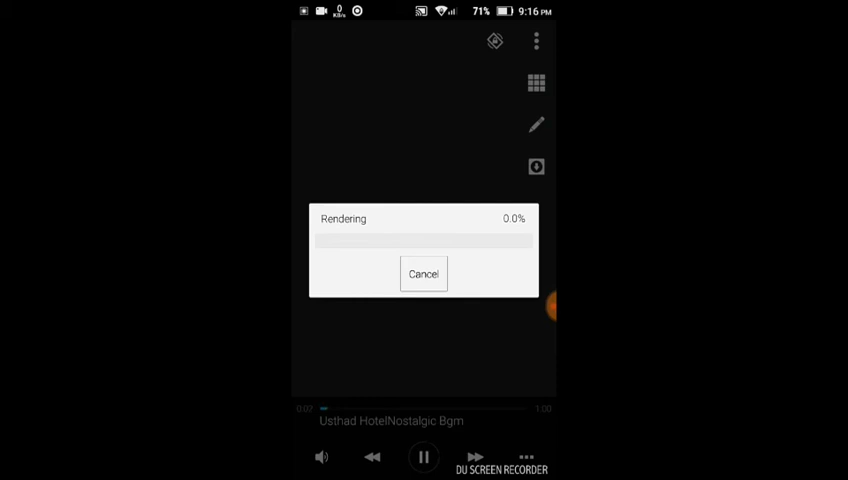 0
KB/s
71%
9:16 PM
Rendering
0.0%
Cancel
0:07
1:00
Usthad HotelNostalgic Bgm
DU SCREEN RECORDER